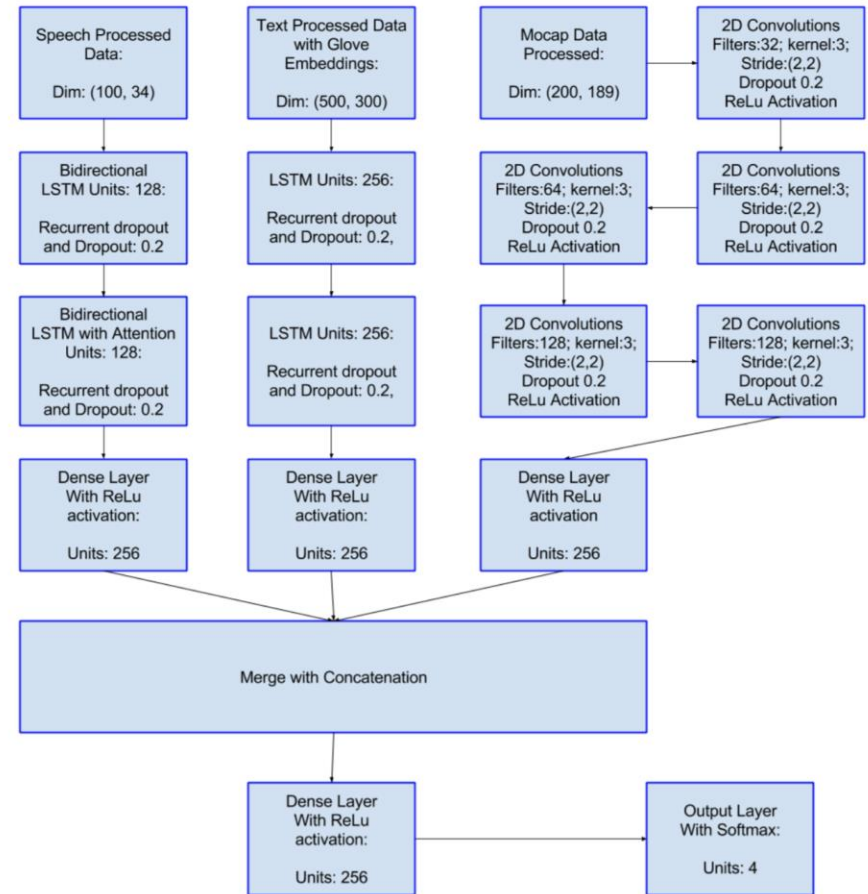 Speech Processed
Data:
Dim: (100, 34)
Text Processed Data
with Glove
Embeddings:
Dim: (500, 300)
Mocap Data
Processed:
Dim: (200, 189)
2D Convolutions
Filters:32; kernel:3;
Stride:(2,2)
Dropout 0.2
ReLu Activation
Bidirectional
LSTM Units: 128:
Recurrent dropout
and Dropout: 0.2
LSTM Units: 256:
Recurrent dropout
and Dropout: 0.2,
2D Convolutions
Filters:64; kernel:3;
Stride:(2,2)
Dropout 0.2
ReLu Activation
2D Convolutions
Filters:64; kernel:3;
Stride:(2,2)
Dropout 0.2
ReLu Activation
Bidirectional
LSTM with Attention
Units: 128:
Recurrent dropout
and Dropout: 0.2
LSTM Units: 256:
Recurrent dropout
and Dropout: 0.2,
2D Convolutions
Filters:128; kernel:3;
Stride:(2,2)
Dropout 0.2
ReLu Activation
2D Convolutions
Filters:128; kernel:3;
Stride:(2,2)
Dropout 0.2
ReLu Activation
Dense Layer
With ReLu
activation:
Units: 256
Dense Layer
With ReLu
activation:
Units: 256
Dense Layer
With ReLu
activation
Units: 256
Merge with Concatenation
Dense Layer
With ReLu
activation:
Units: 256
Output Layer
With Softmax:
Units: 4